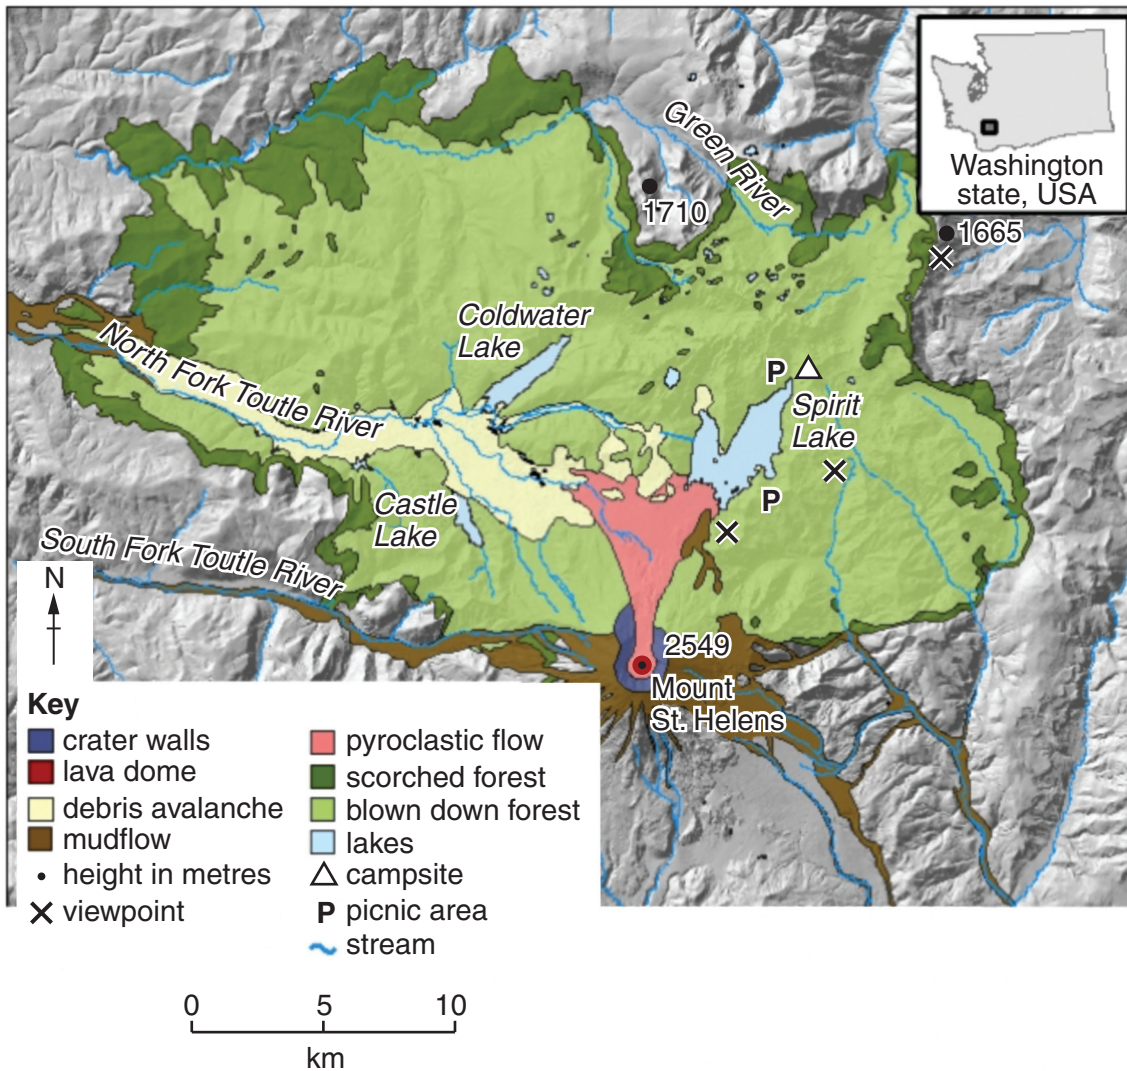 Washington
state, USA
Green River
1710
1665
Coldwater
Lake
North Fork Toutle River
P
Spirit
Lake
Castle
Lake
P
South Fork Toutle River
N
2549
Mount
St. Helens
Key
crater walls
lava dome
debris avalanche
mudflow
height in metres
viewpoint
pyroclastic flow
scorched forest
blown down forest
lakes
campsite
P picnic area
stream
0 5 10
km